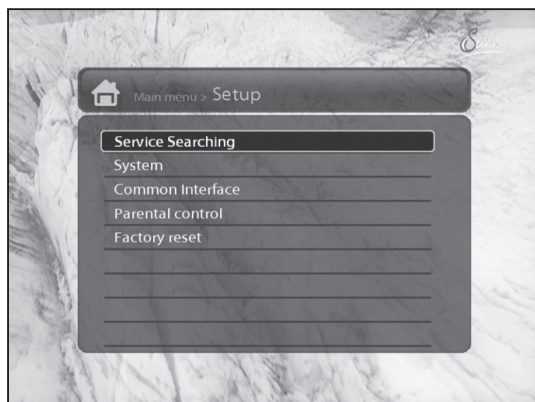 Main menu > Setup
Service Searching
System
Common Interface
Parental control
Factory reset